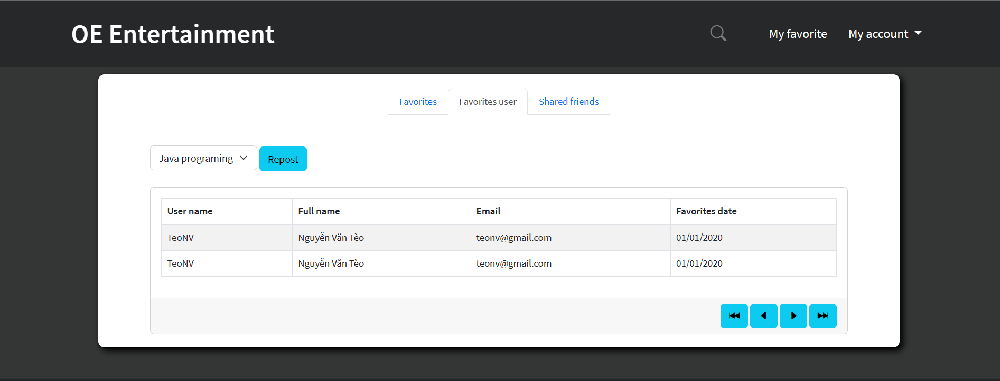 OE Entertainment My favorite My account
Favorites Favorites user Shared friends
Java programing Repost
User name Full name Email Favorites date
TeoNV Nguyễn Văn Tèo teonv@gmail.com 01/01/2020
TeoNV Nguyễn Văn Tèo teonv@gmail.com 01/01/2020